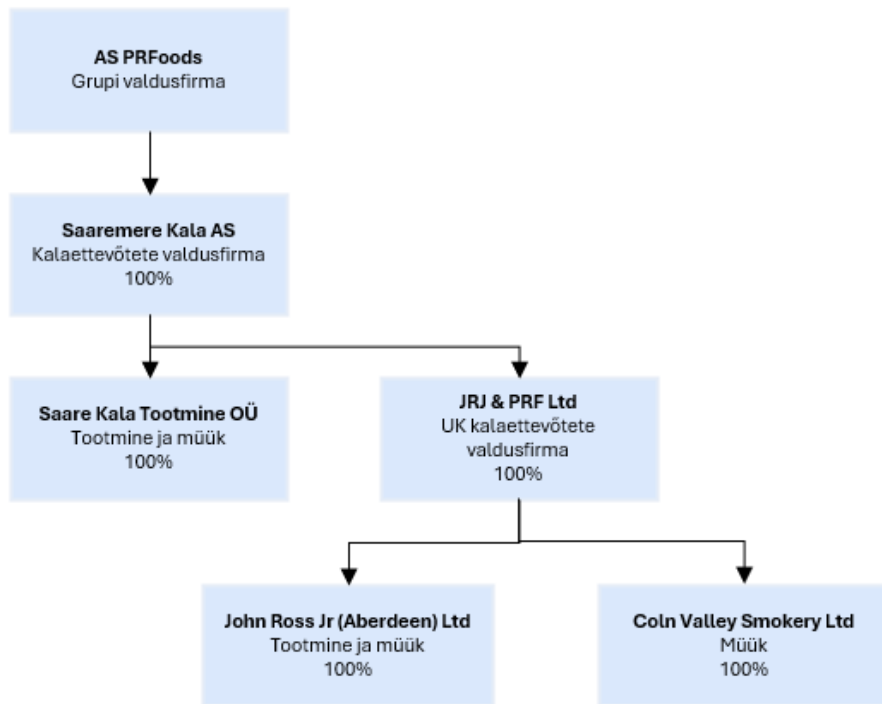 AS PRFoods
Grupi valdusfirma
Saaremere Kala AS
Kalaettevõtete valdusfirma
100%
Saare Kala Tootmine OÜ
Tootmine ja müük
100%
JRJ & PRF Ltd
UK kalaettevõtete
valdusfirma
100%
John Ross Jr (Aberdeen) Ltd
Tootmine ja müük
100%
Coln Valley Smokery Ltd
Müük
100%